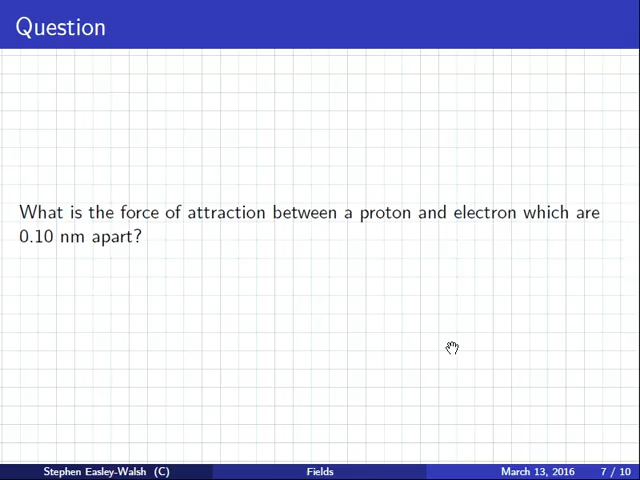 Question
What is the force of attraction between a proton and electron which are
0.10 nm apart?
Stephen Easley-Walsh (C) Fields March 13, 2016 7 / 10